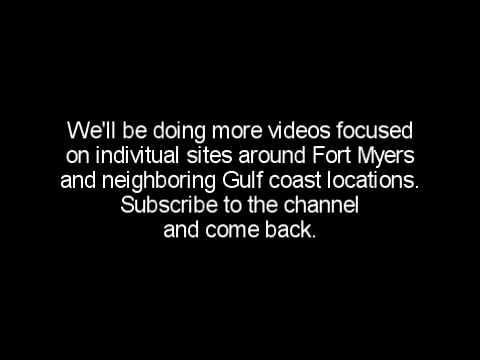 We'll be doing more videos focused
on indivitual sites around Fort Myers
and neighboring Gulf coast locations.
Subscribe to the channel
and come back.